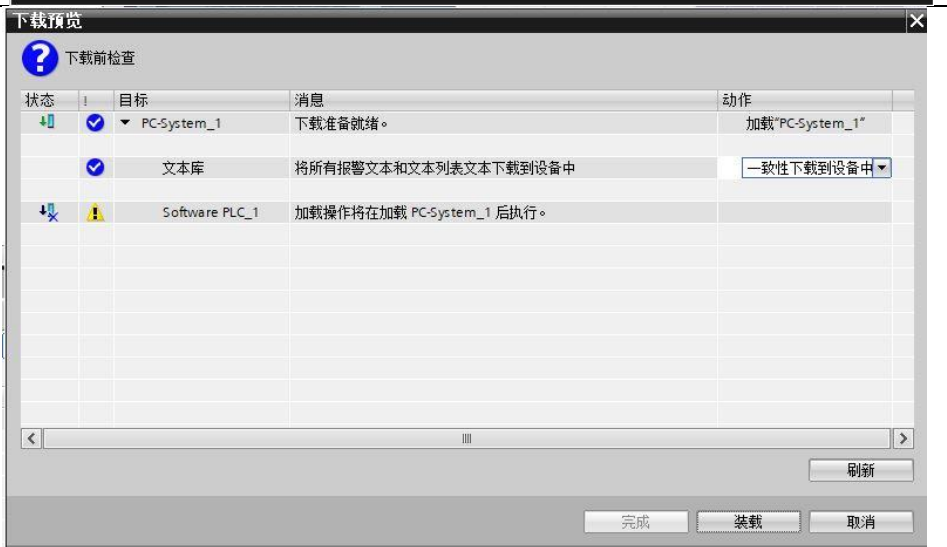 下载预览
下载前检查
状态 ! 目标 消息 动作
PC-System_1 下载准备就绪。 加载"PC-System_1"
文本库 将所有报警文本和文本列表文本下载到设备中 一致性下载到设备中
Software PLC_1 加载操作将在加载 PC-System_1 后执行。
刷新
完成 装载 取消